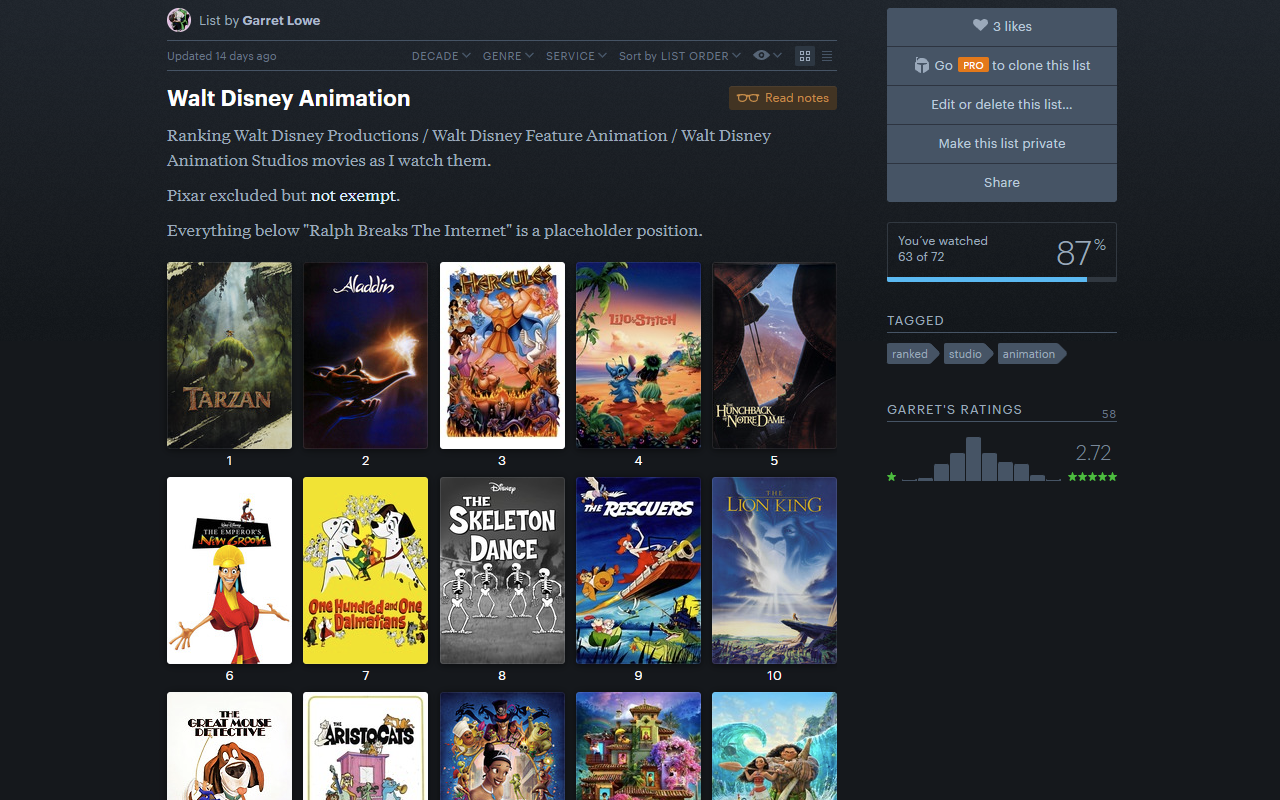 List by Garret Lowe
Updated 14 days ago
DECADE GENRE SERVICE Sort by LIST ORDER
Walt Disney Animation
Read notes
Ranking Walt Disney Productions / Walt Disney Feature Animation / Walt Disney
Animation Studios movies as I watch them.
Pixar excluded but not exempt.
Everything below "Ralph Breaks The Internet" is a placeholder position.
TARZAN
Aladdin
HERCULES
LILO & STITCH
THE
HUNCHBACK
OF NOTRE DAME
1
2
3
4
5
WALT DISNEY
THE EMPEROR'S
NEW GROOVE
One Hundred and One
Dalmatians
Disney
THE
SKELETON
DANCE
THE RESCUERS
THE
LION KING
6
7
8
9
10
THE
GREAT MOUSE
DETECTIVE
THE
ARISTOCATS
3 likes
Go PRO to clone this list
Edit or delete this list…
Make this list private
Share
You've watched
63 of 72
87%
TAGGED
ranked
studio
animation
GARRET'S RATINGS
58
2.72